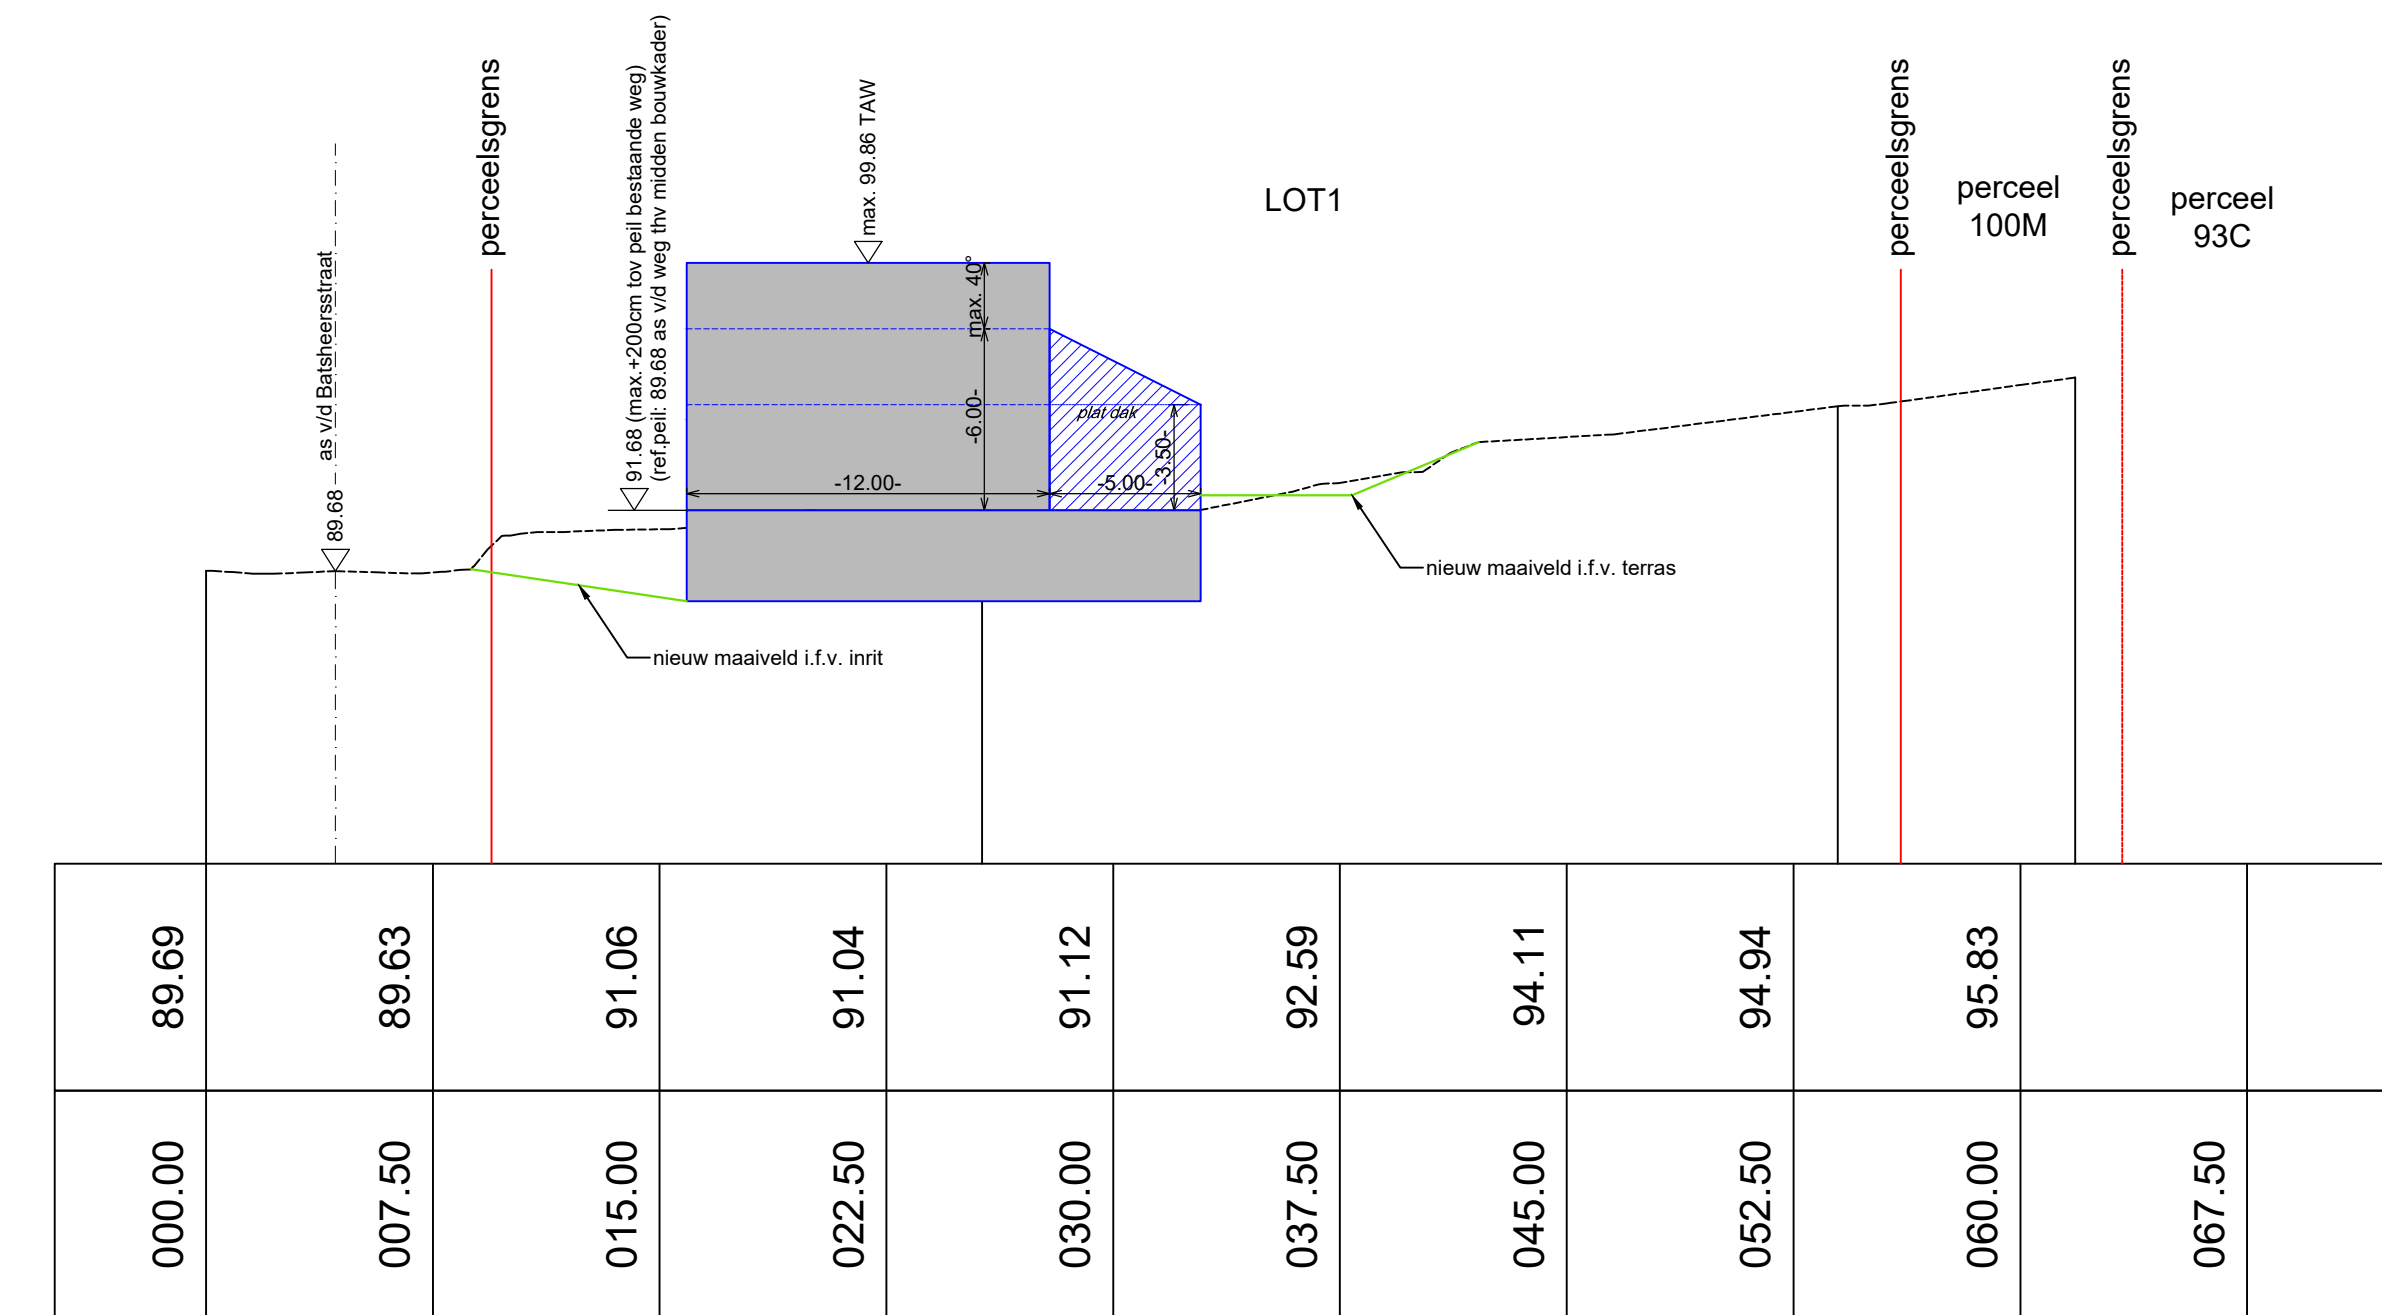 as v/d Batsheersstraat
89.68
perceelsgrens
91.68 (max.+200cm tov peil bestaande weg)
(ref.peil: 89.68 as v/d weg thv midden bouwkader)
max. 99.86 TAW
LOT1
perceelsgrens
perceel
100M
perceelsgrens
perceel
93C
max. 40°
-6.00-
plat dak
-3.50-
-12.00-
-5.00-
nieuw maaiveld i.f.v. terras
nieuw maaiveld i.f.v. inrit
89.69
89.63
91.06
91.04
91.12
92.59
94.11
94.94
95.83
000.00
007.50
015.00
022.50
030.00
037.50
045.00
052.50
060.00
067.50